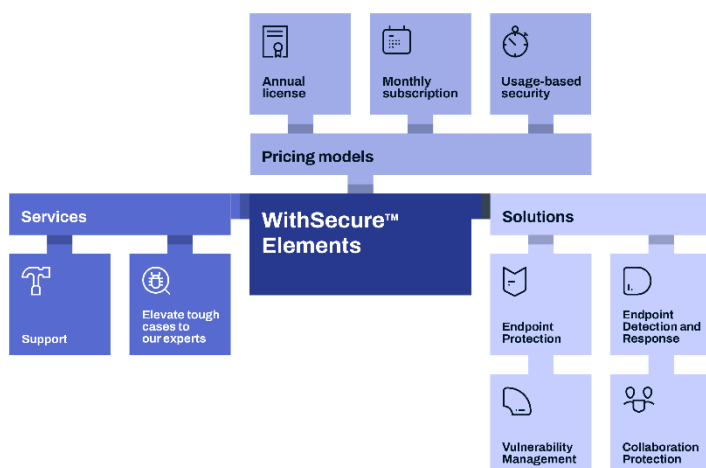 Annual
license
Monthly
subscription
Usage-based
security
Pricing models
Services
WithSecure™
Elements
Solutions
Support
Elevate tough
cases to
our experts
Endpoint
Protection
Endpoint
Detection and
Response
Vulnerability
Management
Collaboration
Protection